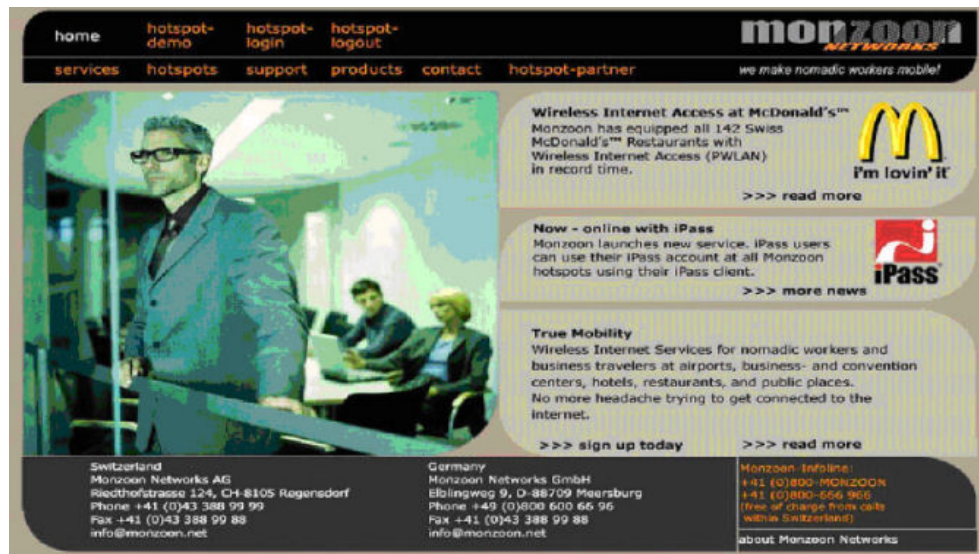 home
hotspot-demo
hotspot-login
hotspot-logout
monzoon
NETWORKS
services hotspots support products contact hotspot-partner
we make nomadic workers mobile!
Wireless Internet Access at McDonald's™
Monzoon has equipped all 142 Swiss
McDonald's™ Restaurants with
Wireless Internet Access (PWLAN)
in record time.
i'm lovin' it
>>> read more
Now - online with iPass
Monzoon launches new service. iPass users
can use their iPass account at all Monzoon
hotspots using their iPass client.
iPass
>>> more news
True Mobility
Wireless Internet Services for nomadic workers and
business travelers at airports, business- and convention
centers, hotels, restaurants, and public places.
No more headache trying to get connected to the
internet.
>>> sign up today >>> read more
Switzerland
Monzoon Networks AG
Riedthofstrasse 124, CH-8105 Regensdorf
Phone +41 (0)43 388 99 99
Fax +41 (0)43 388 99 88
info@monzoon.net
Germany
Monzoon Networks GmbH
Elblingweg 9, D-88709 Meersburg
Phone +49 (0)800 600 66 96
Fax +41 (0)43 388 99 88
info@monzoon.net
Monzoon-Infoline:
+41 (0)800-MONZOON
+41 (0)800-666 966
(free of charge from calls
within Switzerland)
about Monzoon Networks